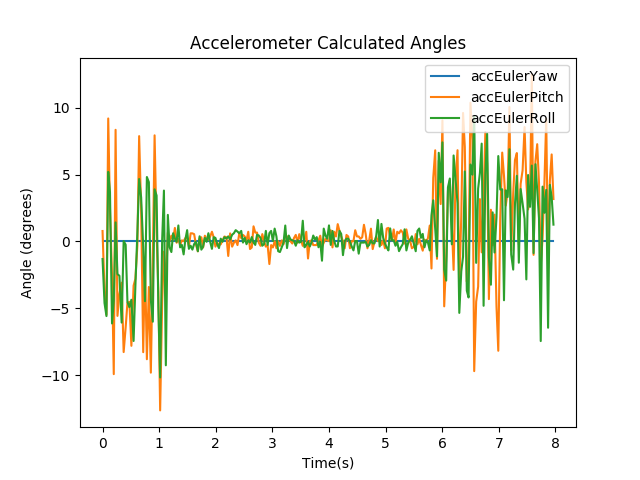 Accelerometer Calculated Angles
accEulerYaw
accEulerPitch
accEulerRoll
Angle (degrees)
10
5
0
−5
−10
0 1 2 3 4 5 6 7 8
Time(s)